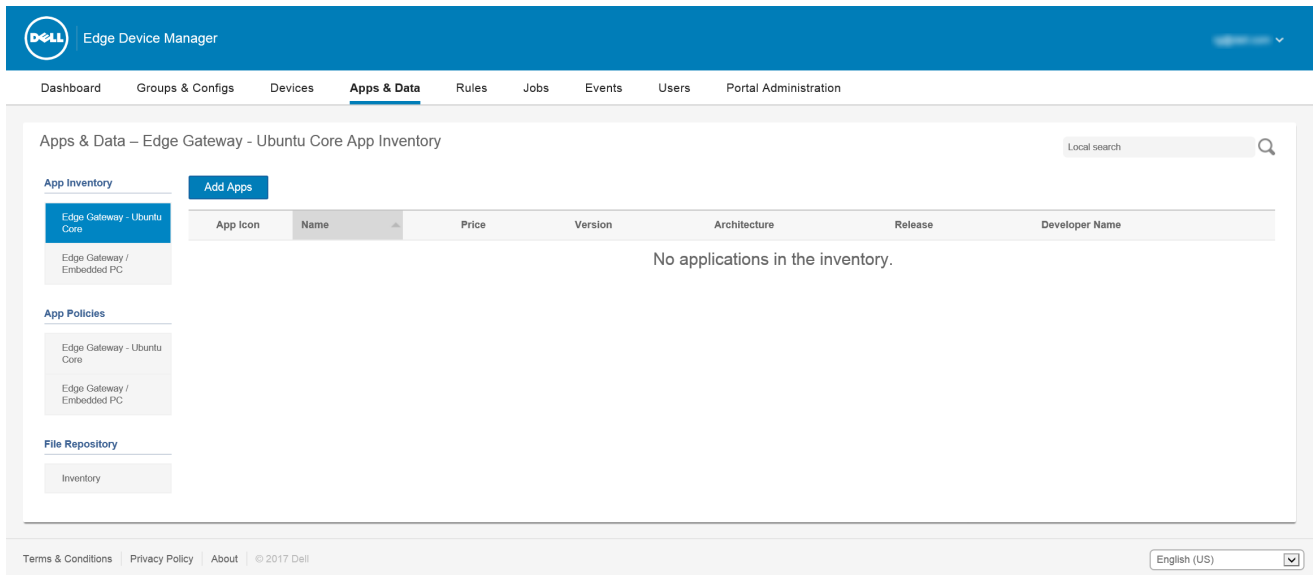 DELL
Edge Device Manager
Dashboard Groups & Configs Devices Apps & Data Rules Jobs Events Users Portal Administration
Apps & Data – Edge Gateway - Ubuntu Core App Inventory
Local search
App Inventory
Add Apps
Edge Gateway - Ubuntu
Core
App Icon Name Price Version Architecture Release Developer Name
No applications in the inventory.
Edge Gateway /
Embedded PC
App Policies
Edge Gateway - Ubuntu
Core
Edge Gateway /
Embedded PC
File Repository
Inventory
Terms & Conditions Privacy Policy About © 2017 Dell
English (US)